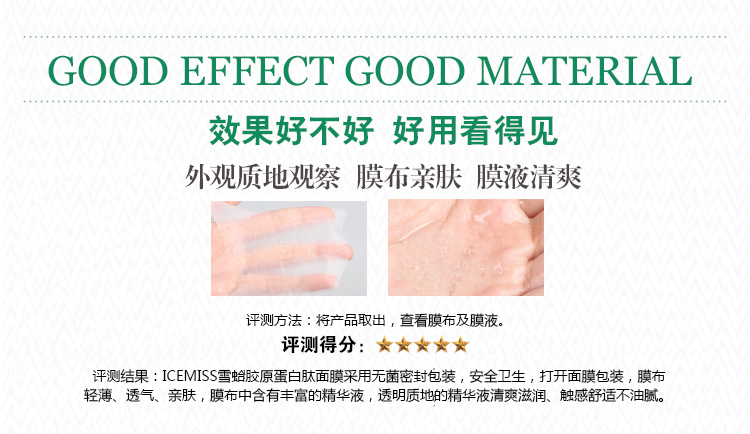 GOOD EFFECT GOOD MATERIAL
效果好不好 好用看得见
外观质地观察 膜布亲肤 膜液清爽
评测方法：将产品取出，查看膜布及膜液。
评测得分：
评测结果：ICEMISS雪蛤胶原蛋白肽面膜采用无菌密封包装，安全卫生，打开面膜包装，膜布
轻薄、透气、亲肤，膜布中含有丰富的精华液，透明质地的精华液清爽滋润、触感舒适不油腻。